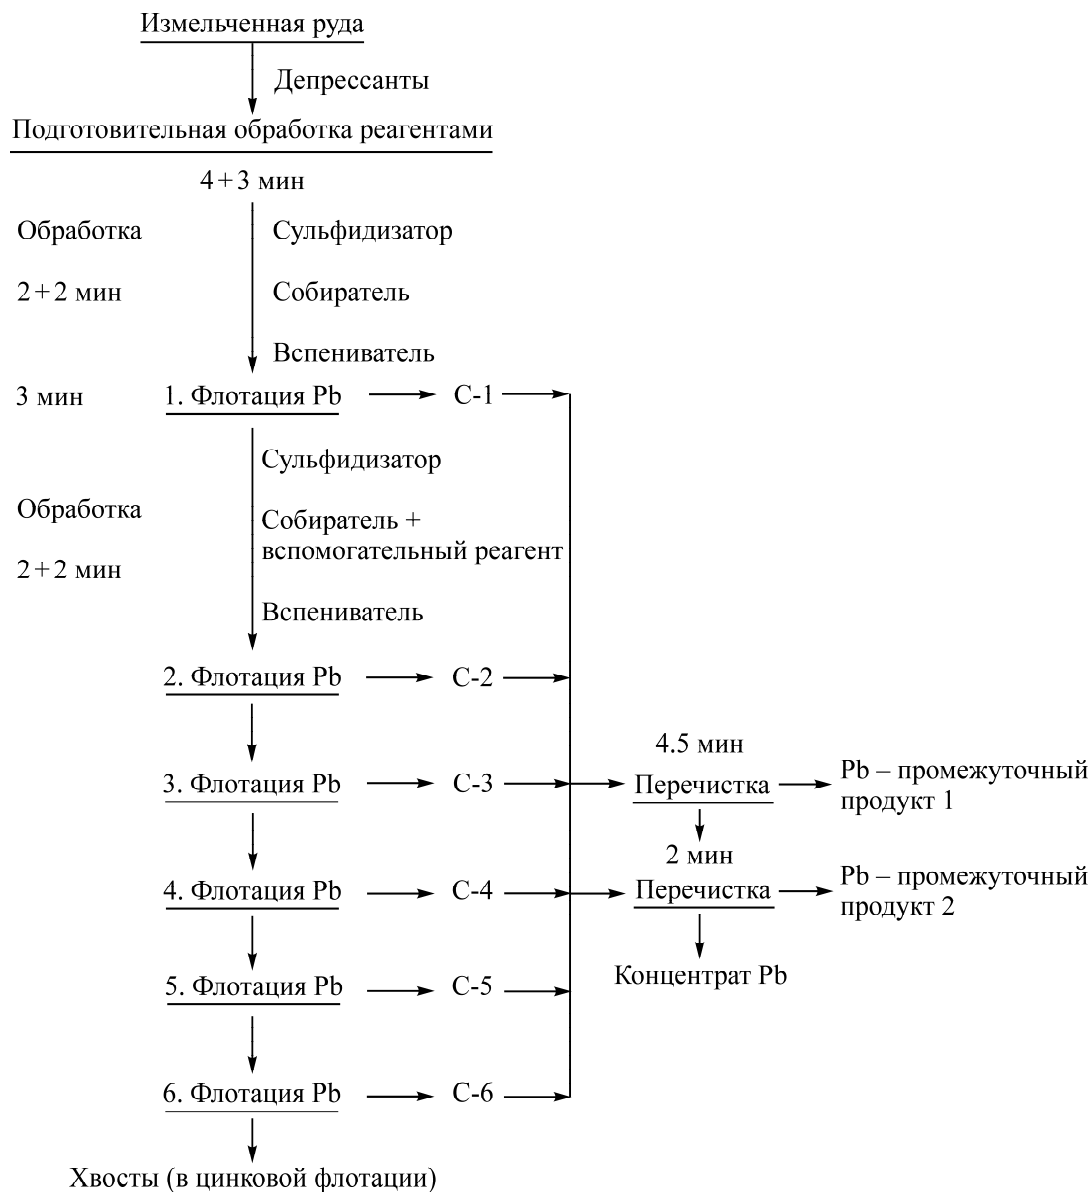 Измельченная руда
Депрессанты
Подготовительная обработка реагентами
4 + 3 мин
Обработка
Сульфидизатор
2 + 2 мин
Собиратель
Вспениватель
3 мин
1. Флотация Pb
С-1
Сульфидизатор
Обработка
Собиратель +
вспомогательный реагент
2 + 2 мин
Вспениватель
2. Флотация Pb
С-2
4.5 мин
3. Флотация Pb
С-3
Перечистка
Pb – промежуточный
продукт 1
2 мин
4. Флотация Pb
С-4
Перечистка
Pb – промежуточный
продукт 2
Концентрат Pb
5. Флотация Pb
С-5
6. Флотация Pb
С-6
Хвосты (в цинковой флотации)